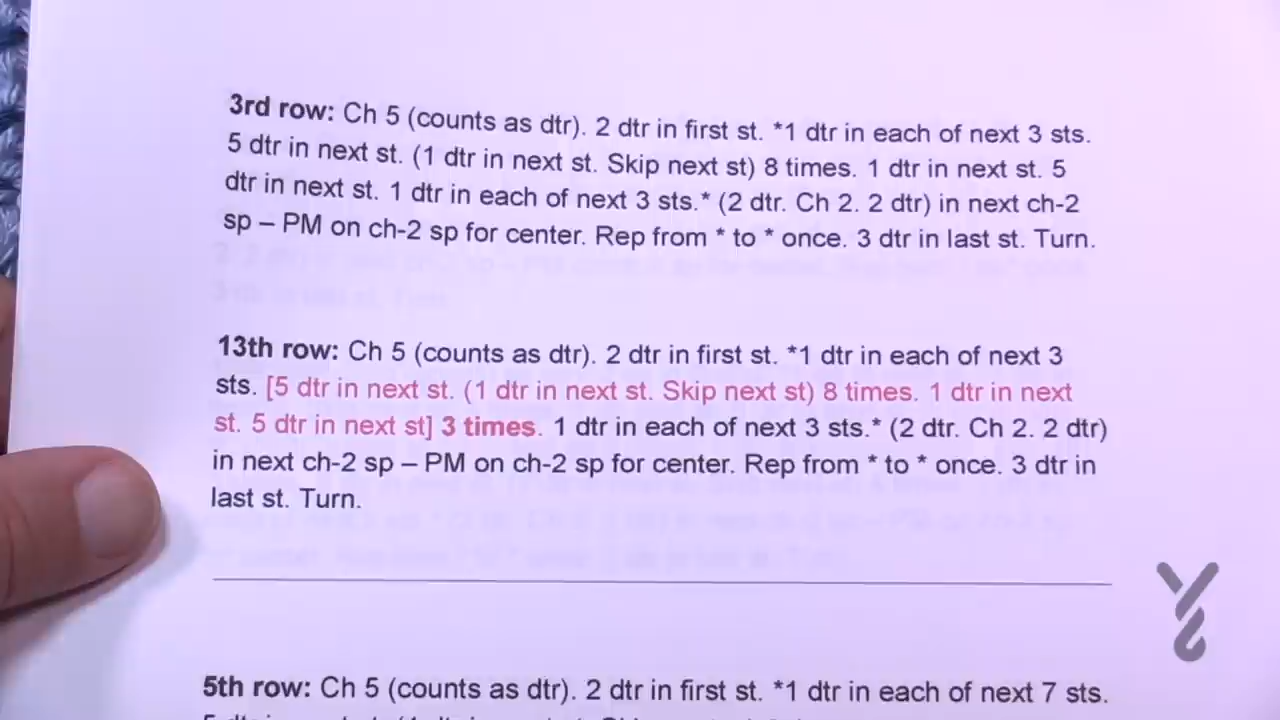 3rd row: Ch 5 (counts as dtr). 2 dtr in first st. *1 dtr in each of next 3 sts.
5 dtr in next st. (1 dtr in next st. Skip next st) 8 times. 1 dtr in next st. 5
dtr in next st. 1 dtr in each of next 3 sts.* (2 dtr. Ch 2. 2 dtr) in next ch-2
sp – PM on ch-2 sp for center. Rep from * to * once. 3 dtr in last st. Turn.
13th row: Ch 5 (counts as dtr). 2 dtr in first st. *1 dtr in each of next 3
sts. [5 dtr in next st. (1 dtr in next st. Skip next st) 8 times. 1 dtr in next
st. 5 dtr in next st] 3 times. 1 dtr in each of next 3 sts.* (2 dtr. Ch 2. 2 dtr)
in next ch-2 sp – PM on ch-2 sp for center. Rep from * to * once. 3 dtr in
last st. Turn.
5th row: Ch 5 (counts as dtr). 2 dtr in first st. *1 dtr in each of next 7 sts.